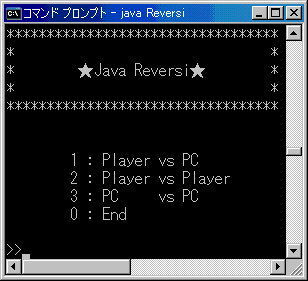 コマンド プロンプト - java Reversi
************************************
*                                  *
*         ★Java Reversi★         *
*                                  *
************************************
1 : Player vs PC
2 : Player vs Player
3 : PC     vs PC
0 : End
>>